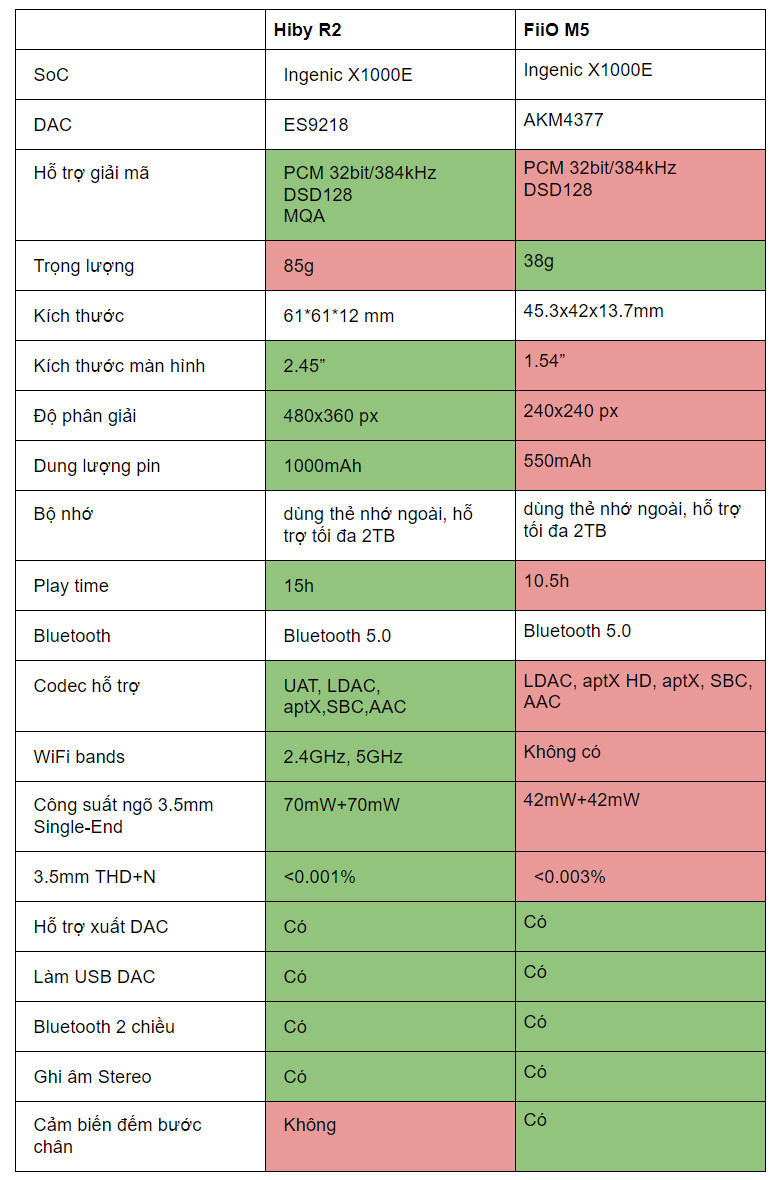 Hiby R2 FiiO M5
SoC Ingenic X1000E Ingenic X1000E
DAC ES9218 AKM4377
Hỗ trợ giải mã PCM 32bit/384kHz PCM 32bit/384kHz
DSD128 DSD128
MQA
Trọng lượng 85g 38g
Kích thước 61*61*12 mm 45.3x42x13.7mm
Kích thước màn hình 2.45” 1.54”
Độ phân giải 480x360 px 240x240 px
Dung lượng pin 1000mAh 550mAh
Bộ nhớ dùng thẻ nhớ ngoài, hỗ dùng thẻ nhớ ngoài, hỗ trợ
trợ tối đa 2TB tối đa 2TB
Play time 15h 10.5h
Bluetooth Bluetooth 5.0 Bluetooth 5.0
Codec hỗ trợ UAT, LDAC, LDAC, aptX HD, aptX, SBC,
aptX,SBC,AAC AAC
WiFi bands 2.4GHz, 5GHz Không có
Công suất ngõ 3.5mm 70mW+70mW 42mW+42mW
Single-End
3.5mm THD+N <0.001% <0.003%
Hỗ trợ xuất DAC Có Có
Làm USB DAC Có Có
Bluetooth 2 chiều Có Có
Ghi âm Stereo Có Có
Cảm biến đếm bước Không Có
chân